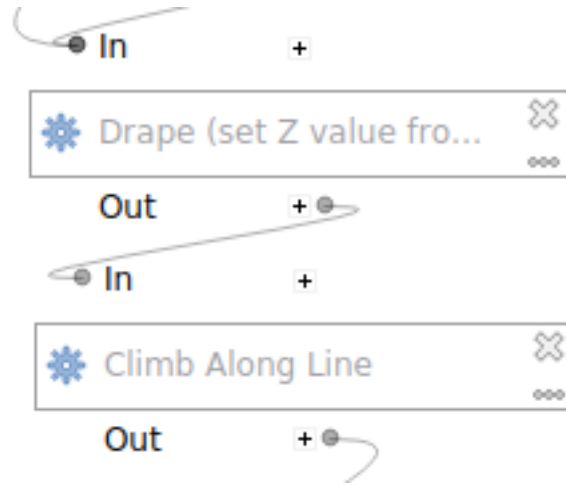 In +
Drape (set Z value fro...
Out +
In +
Climb Along Line
Out +